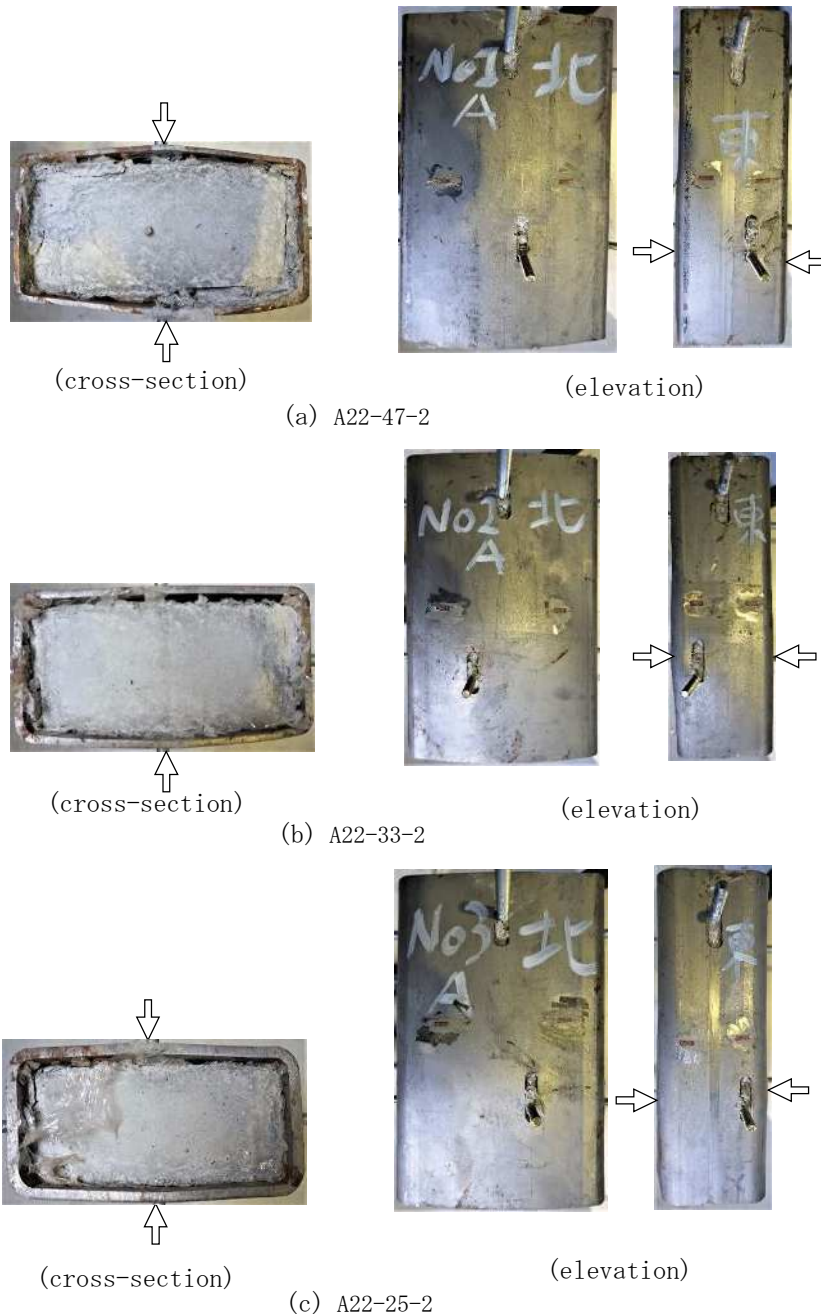 No1 北
A
東
(cross-section)
(elevation)
(a) A22-47-2
No2 北
A
東
(cross-section)
(elevation)
(b) A22-33-2
No3 北
A
東
(cross-section)
(elevation)
(c) A22-25-2